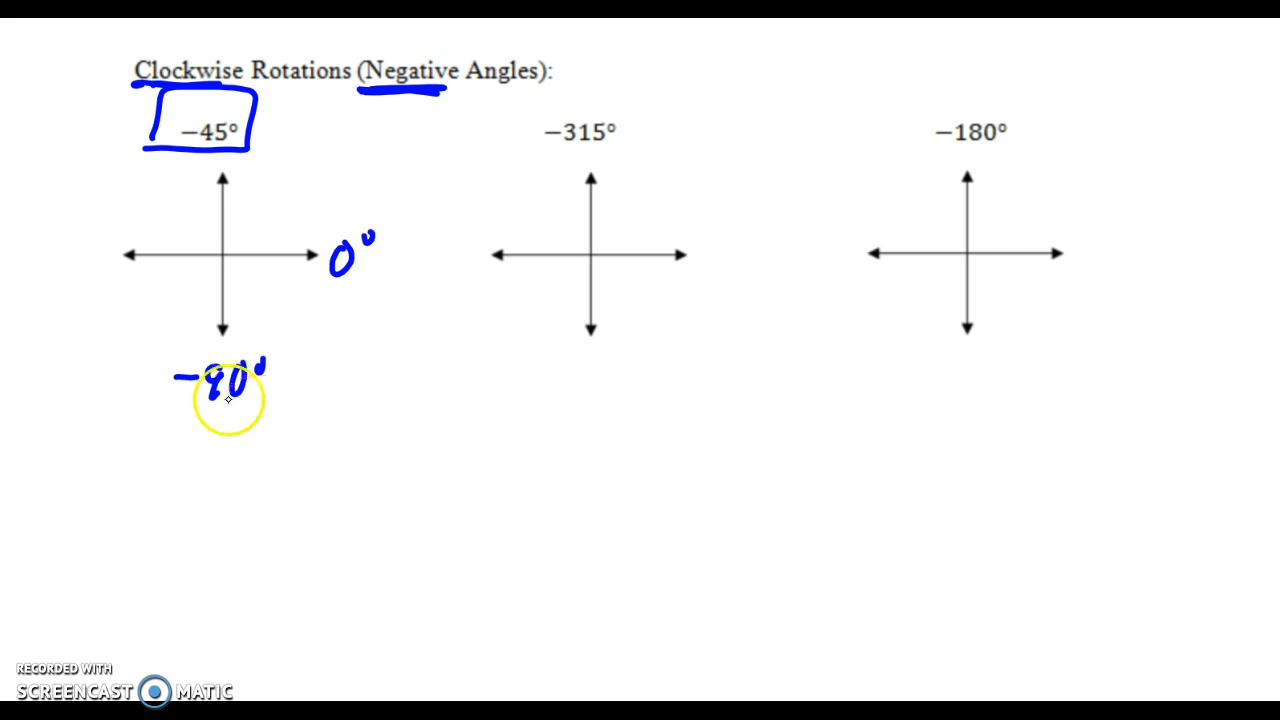 Clockwise Rotations (Negative Angles):
−45° −315° −180°
0°
−90°
RECORDED WITH
SCREENCAST MATIC